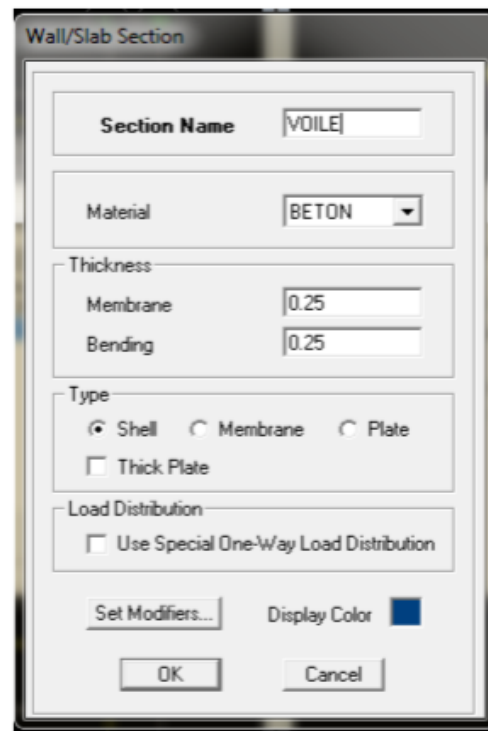 Wall/Slab Section
Section Name VOILE
Material BETON
Thickness
Membrane 0.25
Bending 0.25
Type
Shell Membrane Plate
Thick Plate
Load Distribution
Use Special One-Way Load Distribution
Set Modifiers... Display Color
OK Cancel